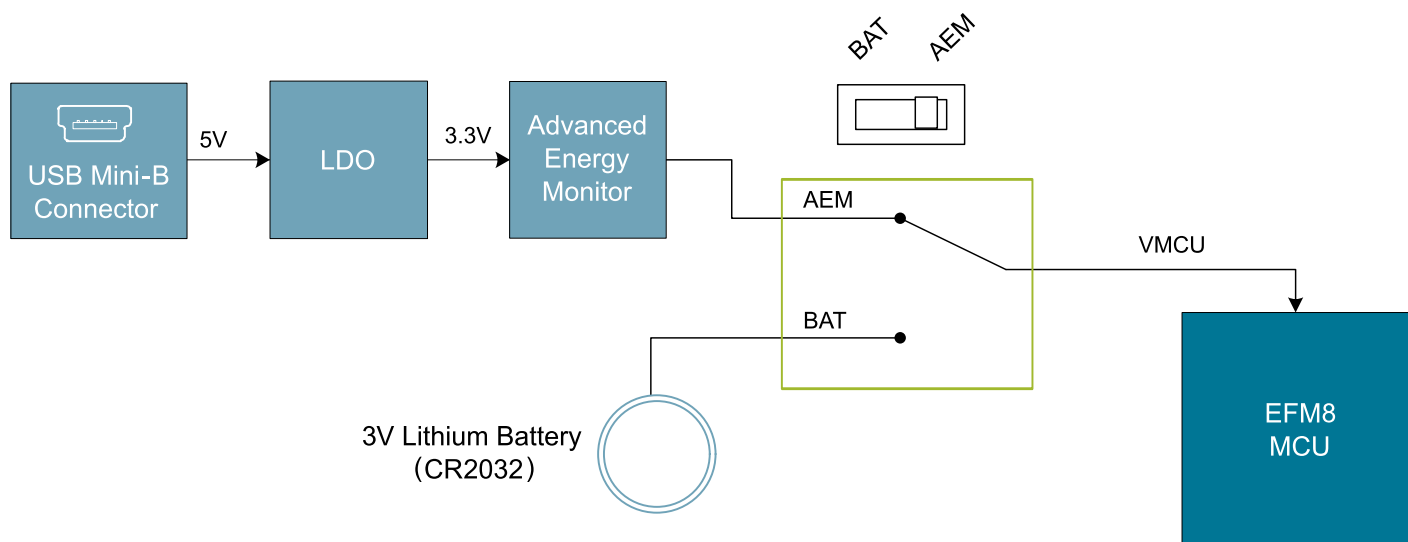 BAT
AEM
USB Mini-B
Connector
5V
LDO
3.3V
Advanced
Energy
Monitor
AEM
VMCU
BAT
3V Lithium Battery
(CR2032)
EFM8
MCU